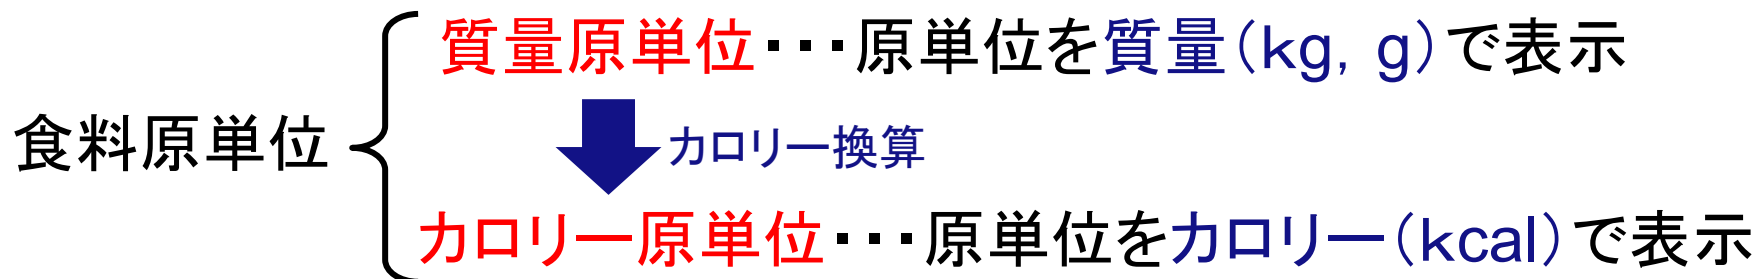 質量原単位・・・原単位を質量(kg, g)で表示
食料原単位
カロリー換算
カロリー原単位・・・原単位をカロリー(kcal)で表示